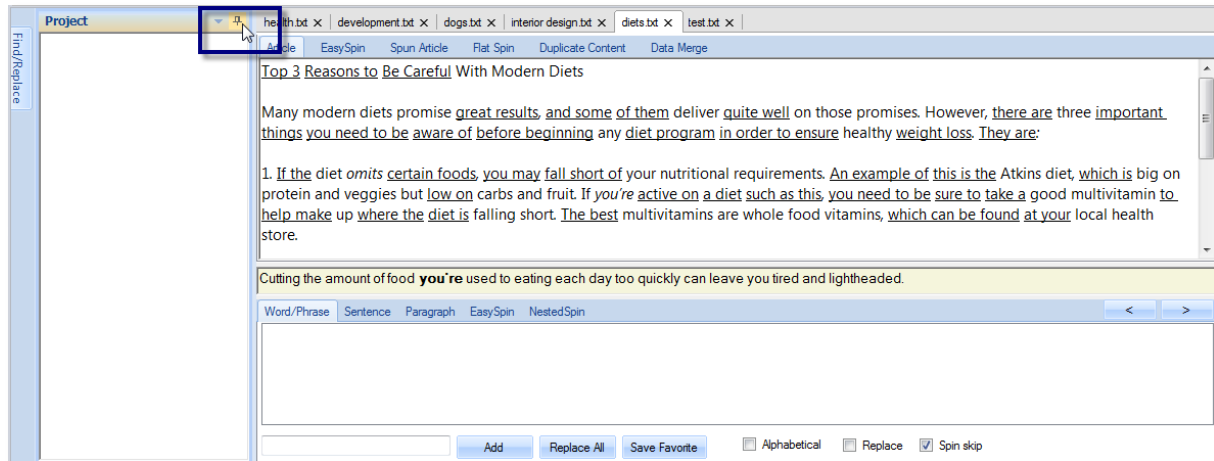 Find/Replace
Project
health.txt X development.txt X dogs.txt X interior design.txt X diets.txt X test.txt X
Article EasySpin Spun Article Flat Spin Duplicate Content Data Merge
Top 3 Reasons to Be Careful With Modern Diets
Many modern diets promise great results, and some of them deliver quite well on those promises. However, there are three important
things you need to be aware of before beginning any diet program in order to ensure healthy weight loss. They are:
1. If the diet omits certain foods, you may fall short of your nutritional requirements. An example of this is the Atkins diet, which is big on
protein and veggies but low on carbs and fruit. If you're active on a diet such as this, you need to be sure to take a good multivitamin to
help make up where the diet is falling short. The best multivitamins are whole food vitamins, which can be found at your local health
store.
Cutting the amount of food you're used to eating each day too quickly can leave you tired and lightheaded.
Word/Phrase Sentence Paragraph EasySpin NestedSpin < >
Add Replace All Save Favorite Alphabetical Replace Spin skip